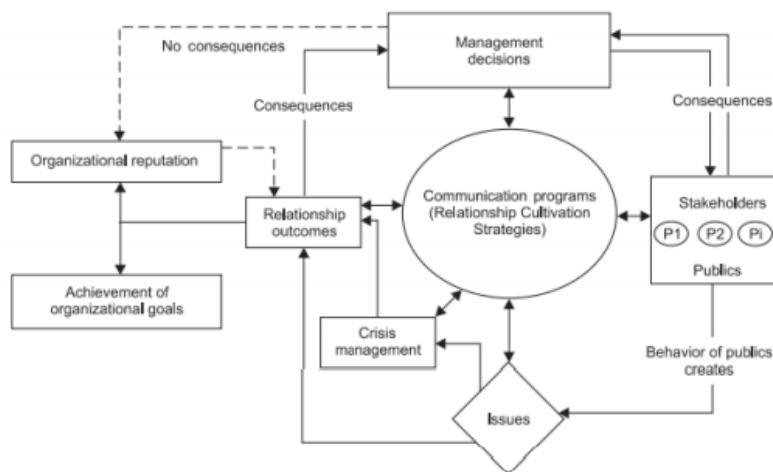 Management
decisions
No consequences
Consequences
Consequences
Organizational reputation
Communication programs
(Relationship Cultivation
Strategies)
Stakeholders
P1 P2 Pi
Publics
Relationship
outcomes
Achievement of
organizational goals
Crisis
management
Behavior of publics
creates
Issues